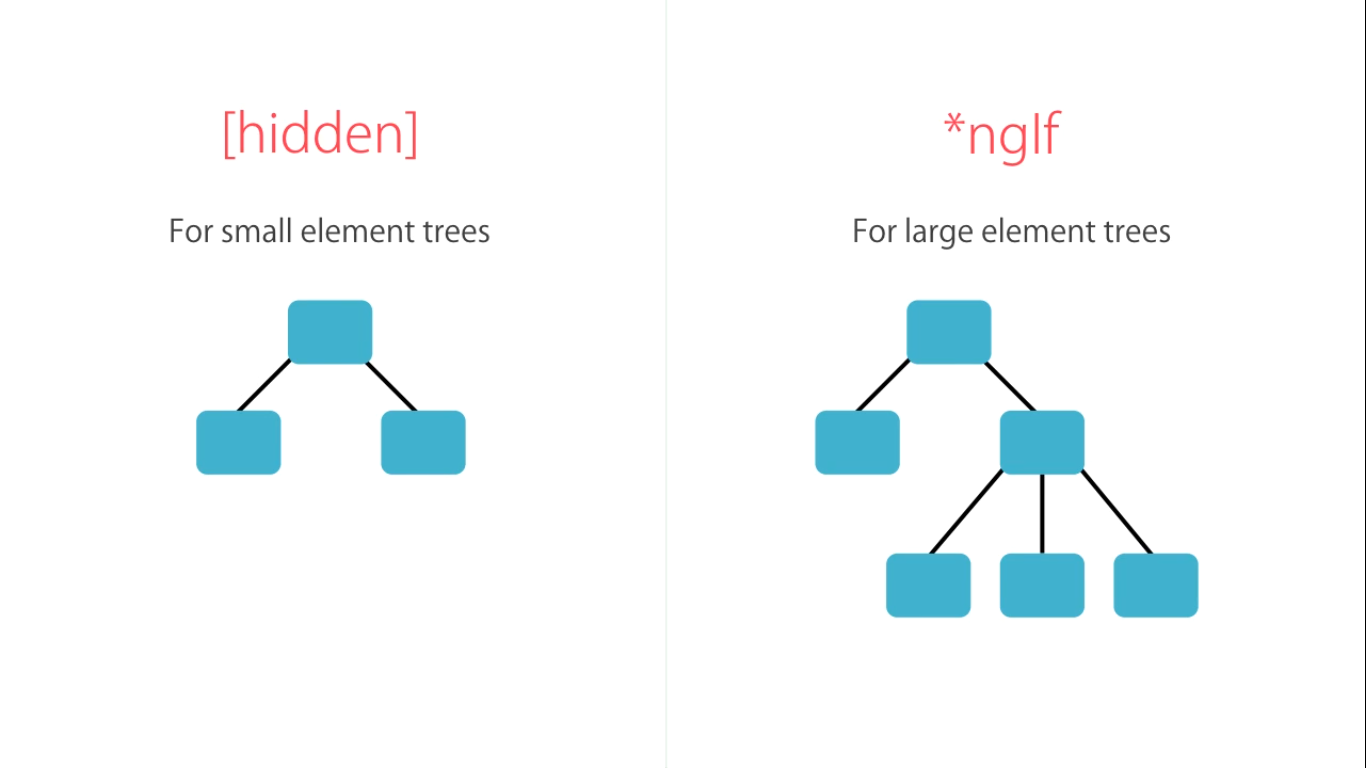 [hidden]
For small element trees
*ngIf
For large element trees